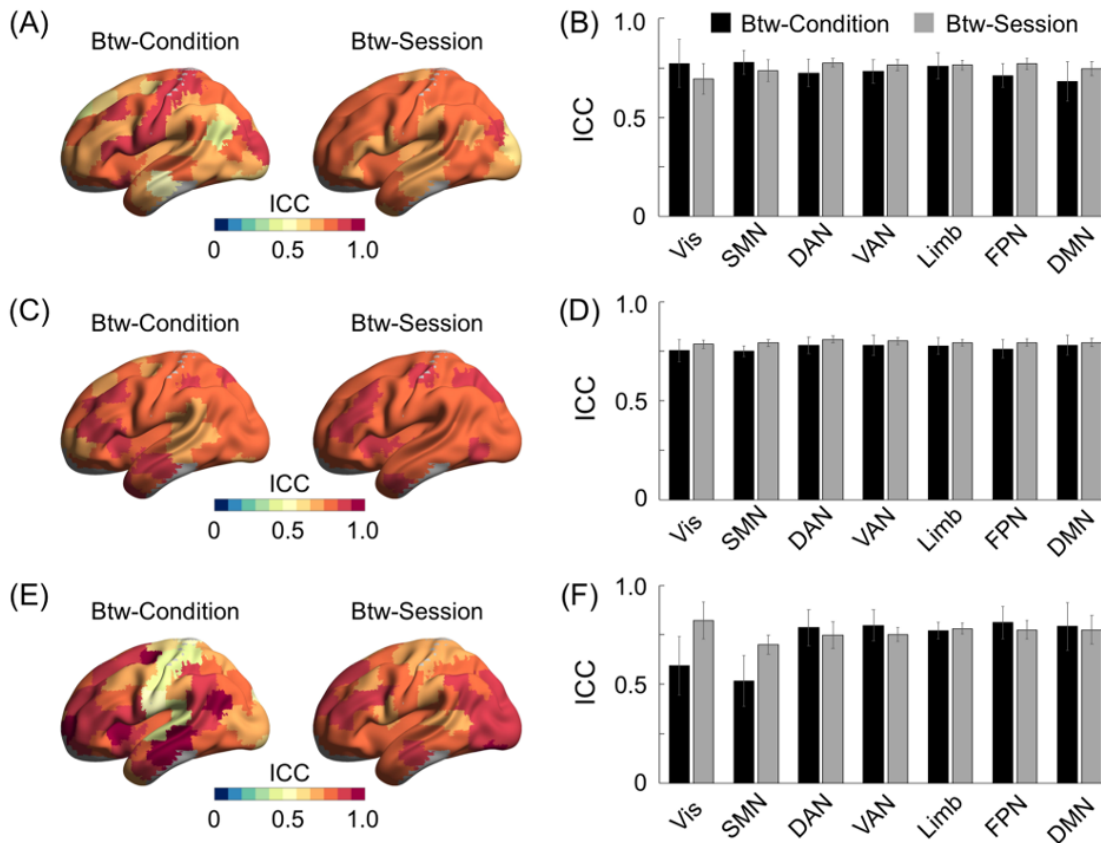 (A)
Btw-Condition Btw-Session
ICC
0 0.5 1.0
(B)
Btw-Condition Btw-Session
1.0
0.5
0
ICC
Vis SMN DAN VAN Limb FPN DMN
(C)
Btw-Condition Btw-Session
ICC
0 0.5 1.0
(D)
1.0
0.5
0
ICC
Vis SMN DAN VAN Limb FPN DMN
(E)
Btw-Condition Btw-Session
ICC
0 0.5 1.0
(F)
1.0
0.5
0
ICC
Vis SMN DAN VAN Limb FPN DMN